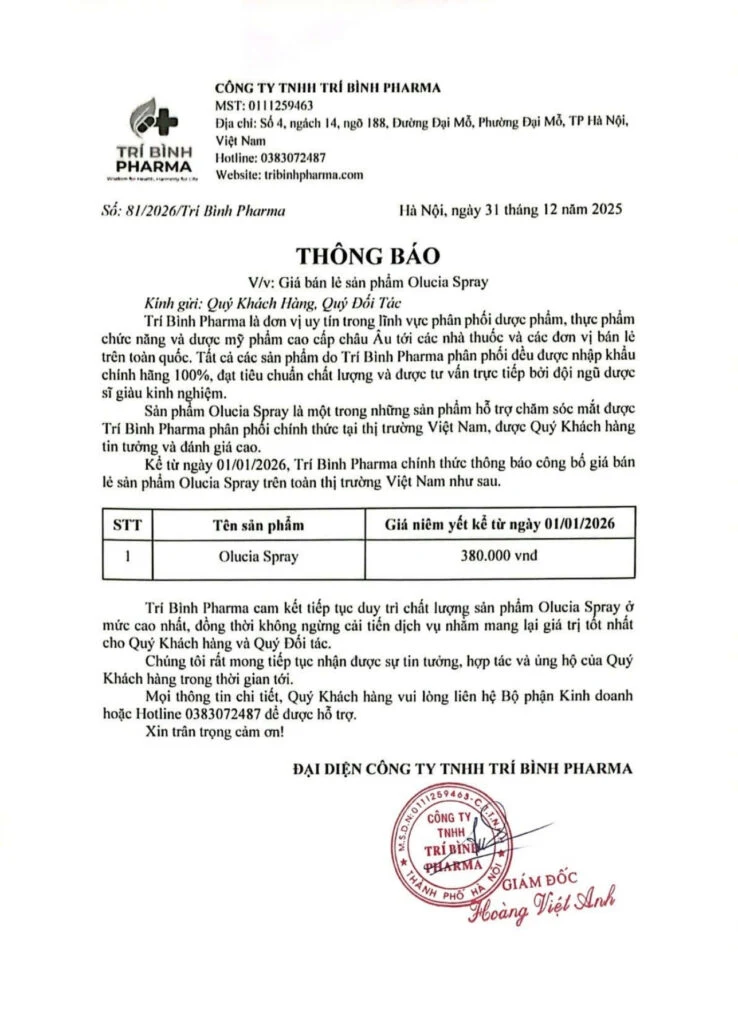 CÔNG TY TNHH TRÍ BÌNH PHARMA
MST: 0111259463
Địa chỉ: Số 4, ngách 14, ngõ 188, Đường Đại Mỗ, Phường Đại Mỗ, TP Hà Nội,
Việt Nam
Hotline: 0383072487
Website: tribinhpharma.com
TRÍ BÌNH
PHARMA
Wisdom for Health, Harmony for Life
Số: 81/2026/Trí Bình Pharma
Hà Nội, ngày 31 tháng 12 năm 2025
THÔNG BÁO
V/v: Giá bán lẻ sản phẩm Olucia Spray
Kính gửi: Quý Khách Hàng, Quý Đối Tác
Trí Bình Pharma là đơn vị uy tín trong lĩnh vực phân phối dược phẩm, thực phẩm
chức năng và dược mỹ phẩm cao cấp châu Âu tới các nhà thuốc và các đơn vị bán lẻ
trên toàn quốc. Tất cả các sản phẩm do Trí Bình Pharma phân phối đều được nhập khẩu
chính hãng 100%, đạt tiêu chuẩn chất lượng và được tư vấn trực tiếp bởi đội ngũ dược
sĩ giàu kinh nghiệm.
Sản phẩm Olucia Spray là một trong những sản phẩm hỗ trợ chăm sóc mắt được
Trí Bình Pharma phân phối chính thức tại thị trường Việt Nam, được Quý Khách hàng
tin tưởng và đánh giá cao.
Kể từ ngày 01/01/2026, Trí Bình Pharma chính thức thông báo công bố giá bán
lẻ sản phẩm Olucia Spray trên toàn thị trường Việt Nam như sau.
STT Tên sản phẩm Giá niêm yết kể từ ngày 01/01/2026
1 Olucia Spray 380.000 vnđ
Trí Bình Pharma cam kết tiếp tục duy trì chất lượng sản phẩm Olucia Spray ở
mức cao nhất, đồng thời không ngừng cải tiến dịch vụ nhằm mang lại giá trị tốt nhất
cho Quý Khách hàng và Quý Đối tác.
Chúng tôi rất mong tiếp tục nhận được sự tin tưởng, hợp tác và ủng hộ của Quý
Khách hàng trong thời gian tới.
Mọi thông tin chi tiết, Quý Khách hàng vui lòng liên hệ Bộ phận Kinh doanh
hoặc Hotline 0383072487 để được hỗ trợ.
Xin trân trọng cảm ơn!
ĐẠI DIỆN CÔNG TY TNHH TRÍ BÌNH PHARMA
M.S.D.N:0111259463-C.T.T.N.H.H
CÔNG TY
TNHH
TRÍ BÌNH
PHARMA
THÀNH PHỐ HÀ NỘI
GIÁM ĐỐC
Hoàng Việt Anh